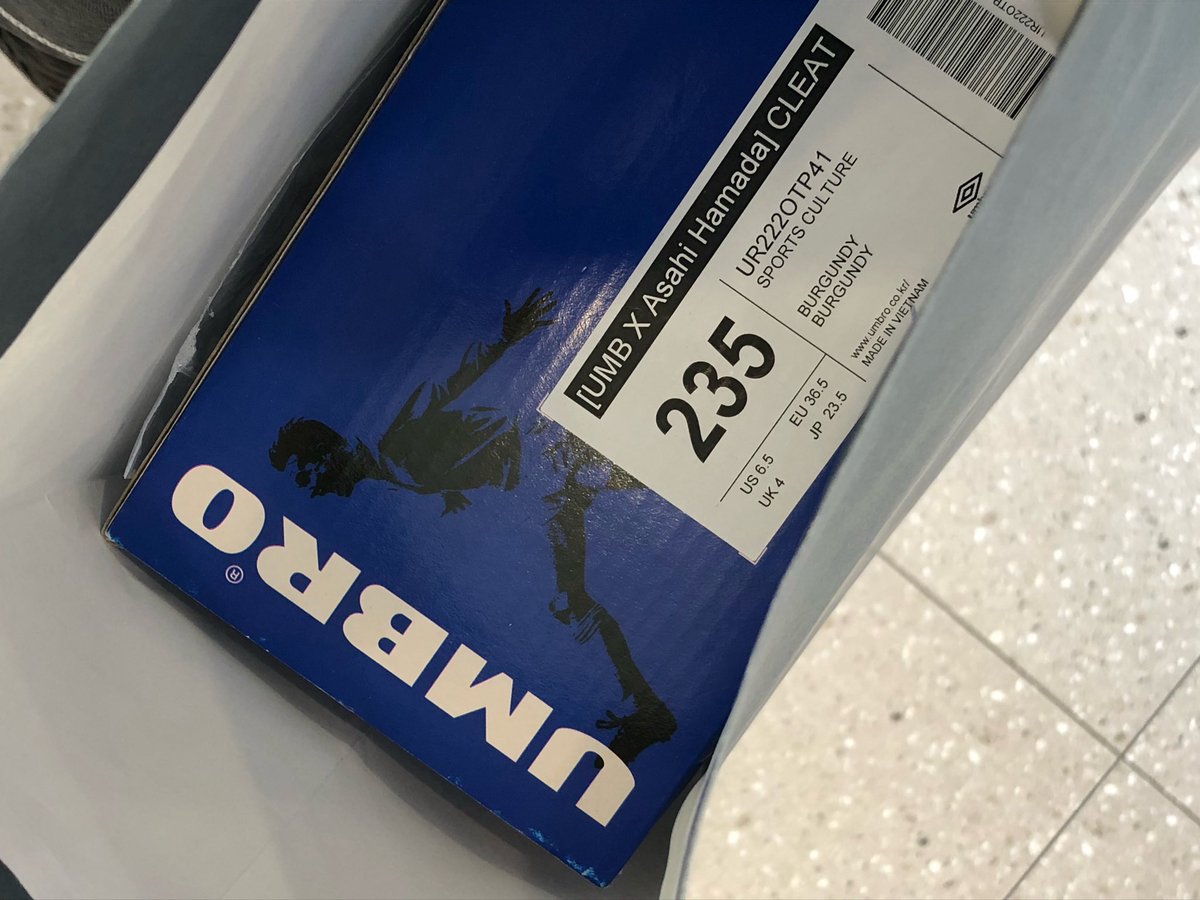 UR222OTP
[UMB X Asahi Hamada] CLEAT
UR222OTP41
SPORTS CULTURE
235
BURGUNDY
BURGUNDY
US 6.5
EU 36.5
UK 4
JP 23.5
www.umbro.co.kr/
MADE IN VIETNAM
UMBRO®